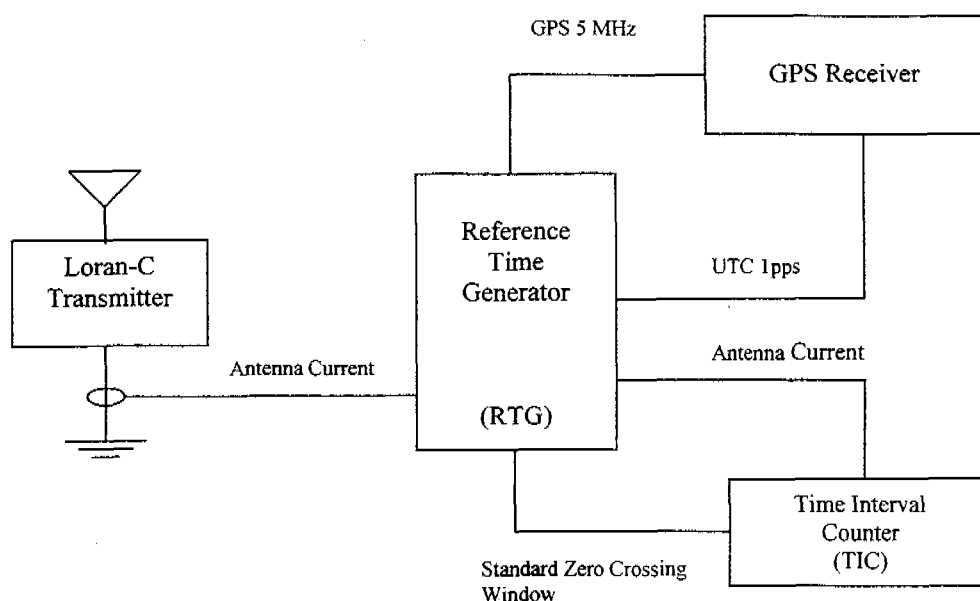 GPS 5 MHz
GPS Receiver
Reference
Time
Generator
(RTG)
Loran-C
Transmitter
UTC 1pps
Antenna Current
Antenna Current
Time Interval
Counter
(TIC)
Standard Zero Crossing
Window